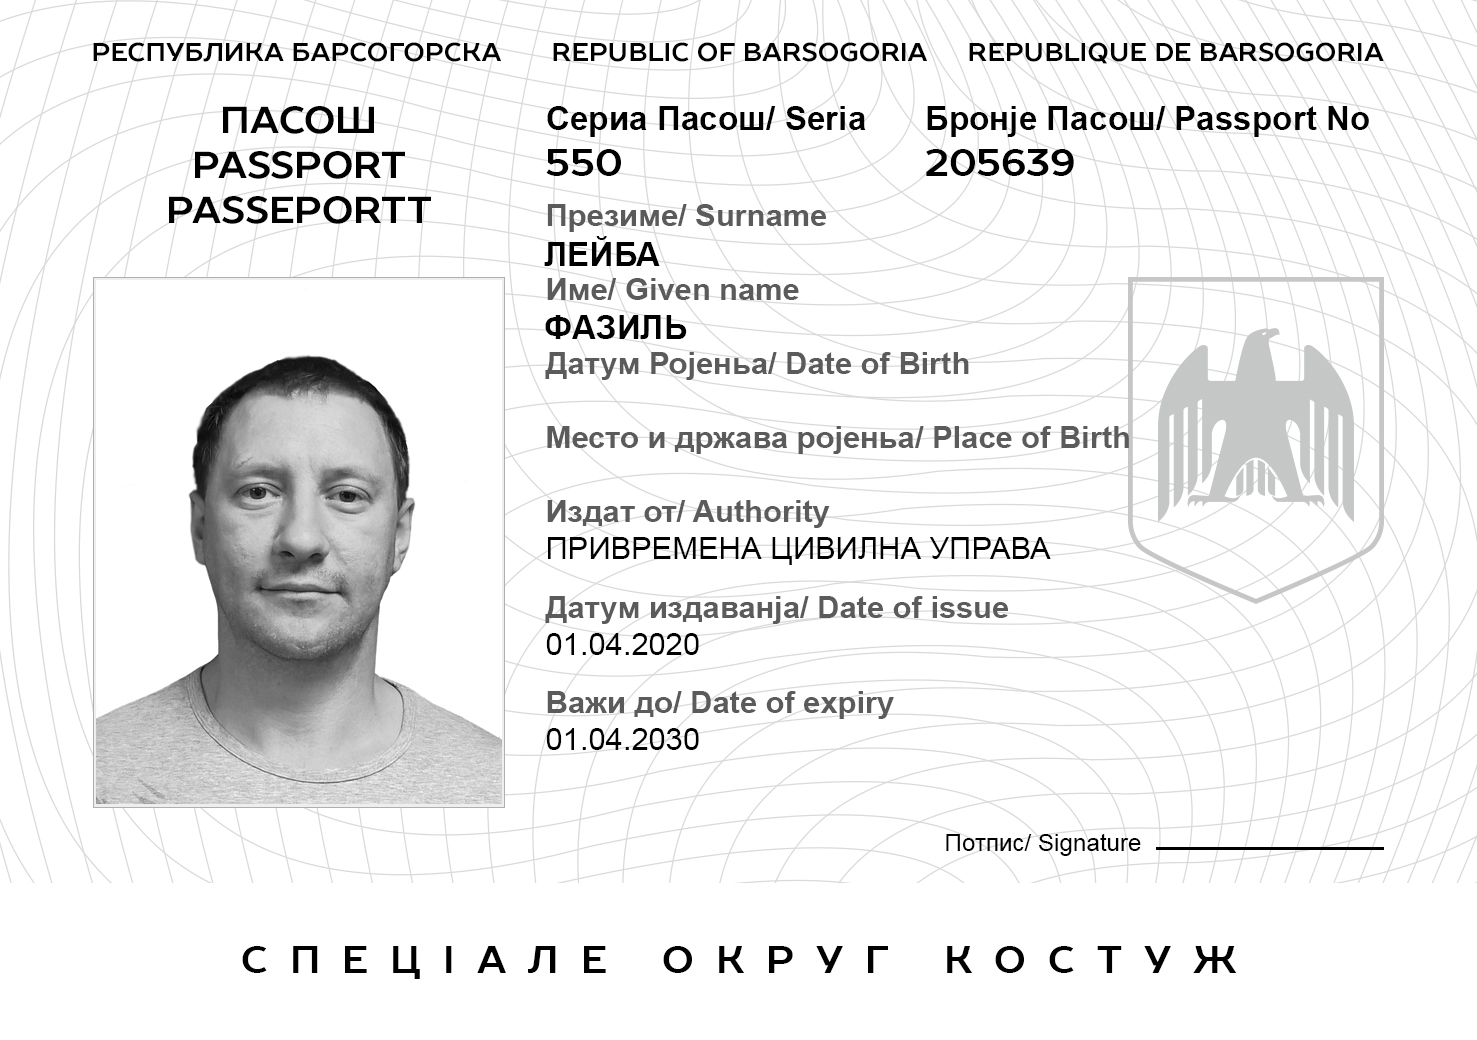 РЕСПУБЛИКА БАРСОГОРСКА REPUBLIC OF BARSOGORIA REPUBLIQUE DE BARSOGORIA
ПАСОШ
PASSPORT
PASSEPORTT
Сериа Пасош/ Seria Бронје Пасош/ Passport No
550 205639
Презиме/ Surname
ЛЕЙБА
Име/ Given name
ФАЗИЛЬ
Датум Ројеньа/ Date of Birth
Место и држава ројеньа/ Place of Birth
Издат от/ Authority
ПРИВРЕМЕНА ЦИВИЛНА УПРАВА
Датум издаванја/ Date of issue
01.04.2020
Важи до/ Date of expiry
01.04.2030
Потпис/ Signature
СПЕЦІАЛЕ ОКРУГ КОСТУЖ